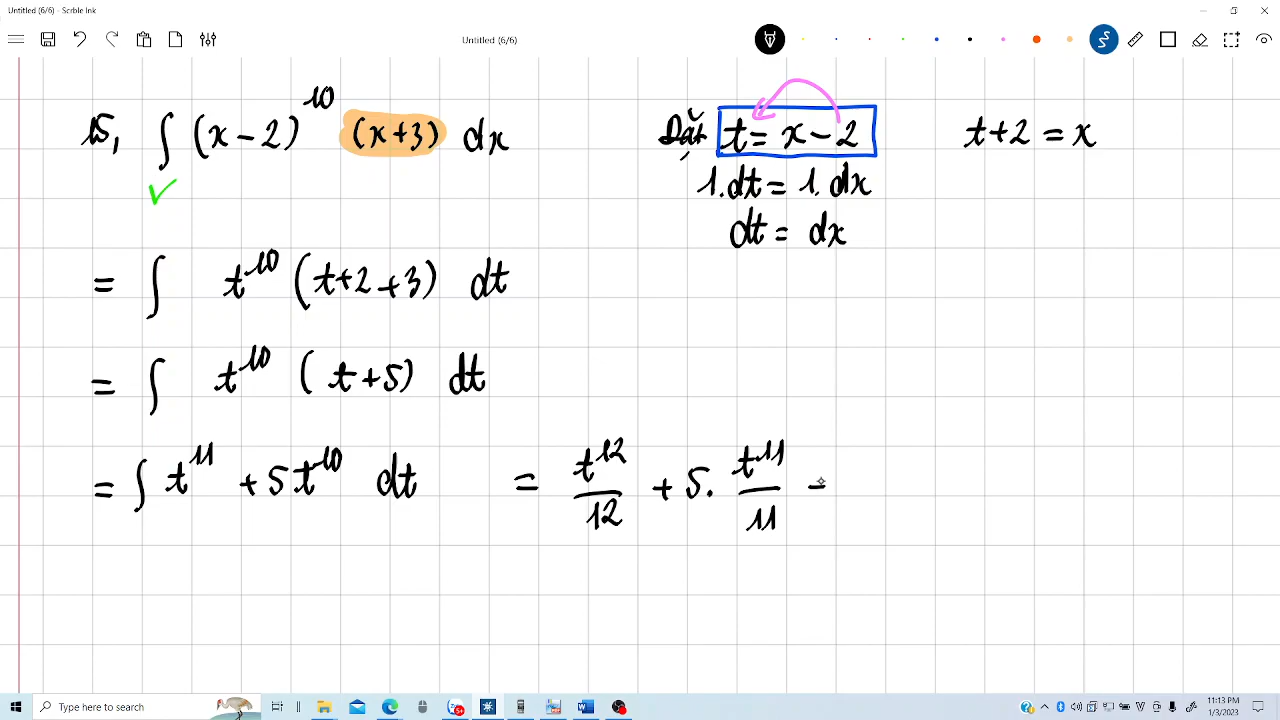 Untitled (6/6) - Scrble Ink
Untitled (6/6)
15, ∫ (x-2)^10 (x+3) dx
Đặt t = x - 2
t+2 = x
1.dt = 1.dx
dt = dx
= ∫ t^10 (t+2+3) dt
= ∫ t^10 (t+5) dt
= ∫ t^11 + 5t^10 dt = t^12/12 + 5. t^11/11 -
Type here to search
11:13 PM
1/3/2023